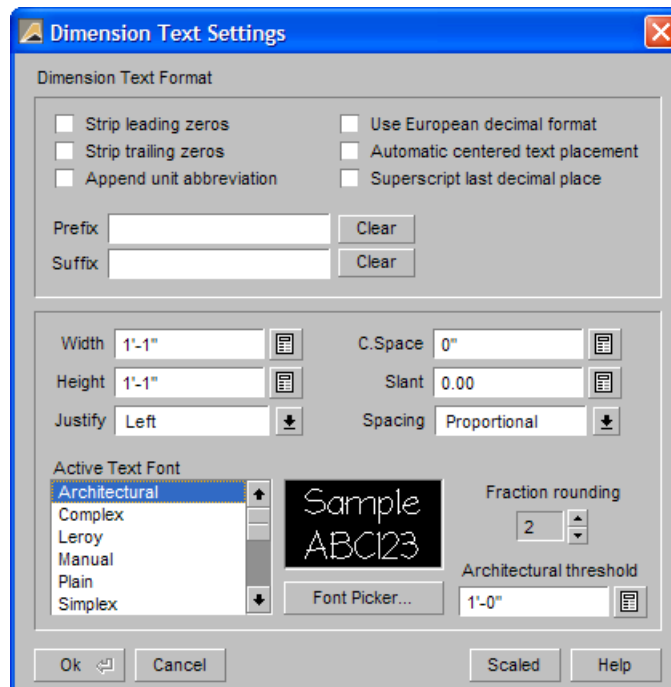 Dimension Text Settings
Dimension Text Format
Strip leading zeros
Use European decimal format
Strip trailing zeros
Automatic centered text placement
Append unit abbreviation
Superscript last decimal place
Prefix
Clear
Suffix
Clear
Width 1'-1"
C.Space 0"
Height 1'-1"
Slant 0.00
Justify Left
Spacing Proportional
Active Text Font
Architectural
Complex
Leroy
Manual
Plain
Simplex
Sample
ABC123
Font Picker...
Fraction rounding
2
Architectural threshold
1'-0"
Ok
Cancel
Scaled
Help